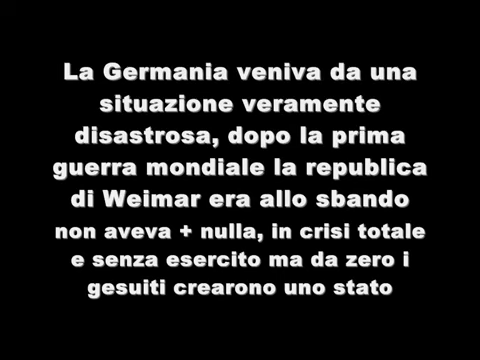 La Germania veniva da una
situazione veramente
disastrosa, dopo la prima
guerra mondiale la republica
di Weimar era allo sbando
non aveva + nulla, in crisi totale
e senza esercito ma da zero i
gesuiti crearono uno stato